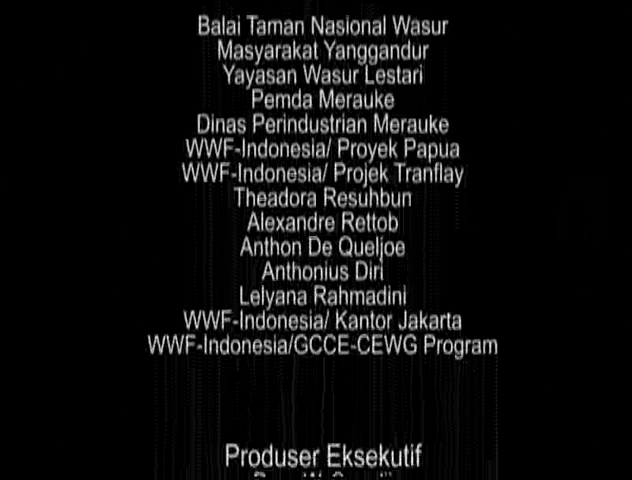 Balai Taman Nasional Wasur
Masyarakat Yanggandur
Yayasan Wasur Lestari
Pemda Merauke
Dinas Perindustrian Merauke
WWF-Indonesia/ Proyek Papua
WWF-Indonesia/ Projek Tranflay
Theadora Resuhbun
Alexandre Rettob
Anthon De Queljoe
Anthonius Diri
Lelyana Rahmadini
WWF-Indonesia/ Kantor Jakarta
WWF-Indonesia/GCCE-CEWG Program
Produser Eksekutif